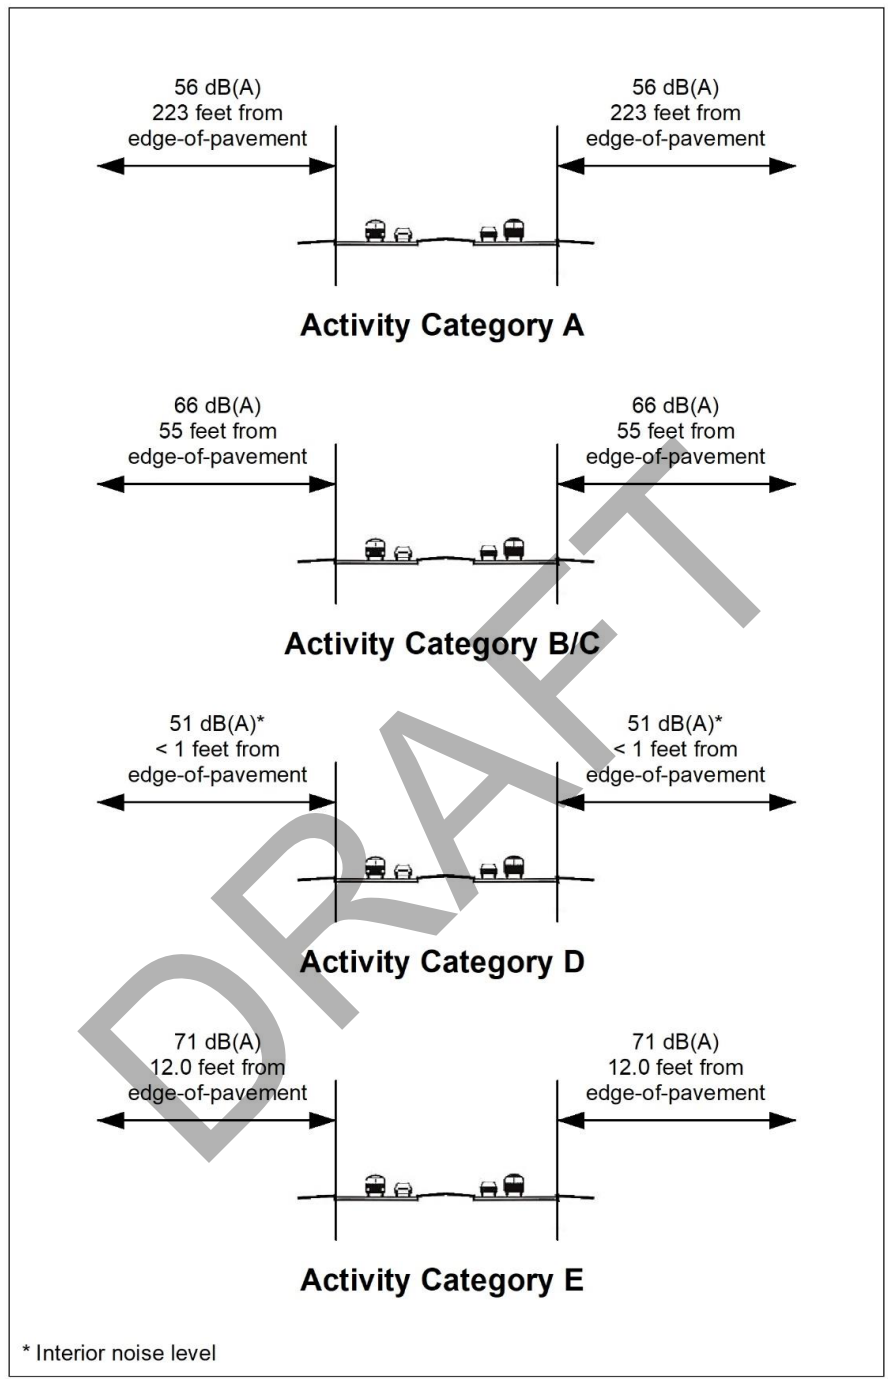 56 dB(A)
223 feet from
edge-of-pavement
56 dB(A)
223 feet from
edge-of-pavement
Activity Category A
66 dB(A)
55 feet from
edge-of-pavement
66 dB(A)
55 feet from
edge-of-pavement
Activity Category B/C
51 dB(A)*
< 1 feet from
edge-of-pavement
51 dB(A)*
< 1 feet from
edge-of-pavement
Activity Category D
71 dB(A)
12.0 feet from
edge-of-pavement
71 dB(A)
12.0 feet from
edge-of-pavement
Activity Category E
* Interior noise level
DRAFT